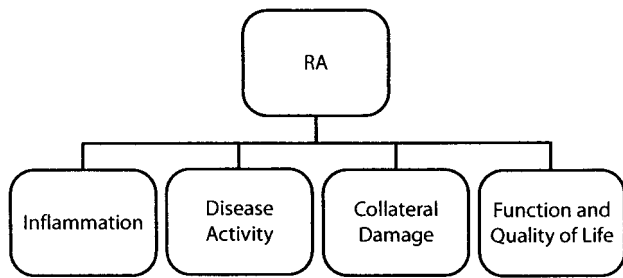 RA
Inflammation
Disease
Activity
Collateral
Damage
Function and
Quality of Life